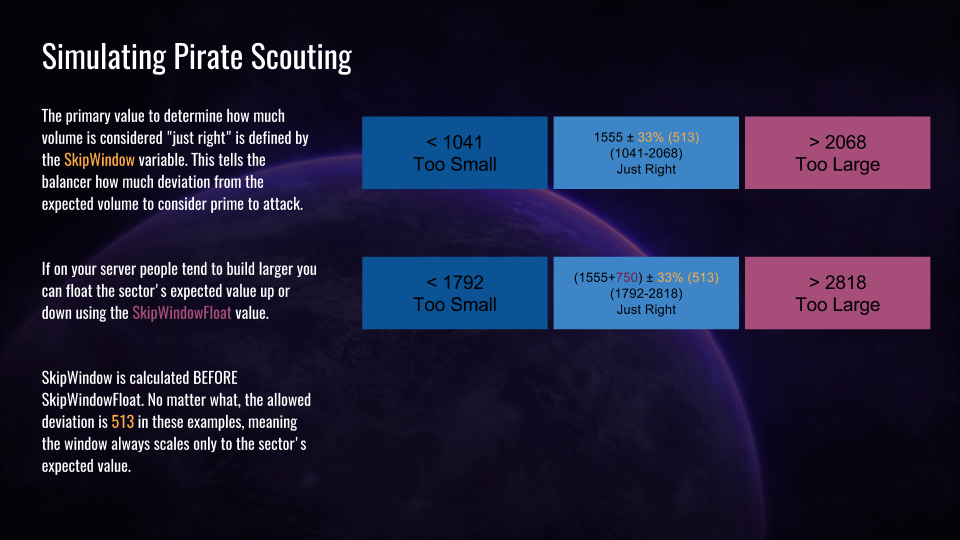 Simulating Pirate Scouting
The primary value to determine how much
volume is considered "just right" is defined by
the SkipWindow variable. This tells the
balancer how much deviation from the
expected volume to consider prime to attack.
< 1041
Too Small
1555 ± 33% (513)
(1041-2068)
Just Right
> 2068
Too Large
If on your server people tend to build larger you
can float the sector's expected value up or
down using the SkipWindowFloat value.
< 1792
Too Small
(1555+750) ± 33% (513)
(1792-2818)
Just Right
> 2818
Too Large
SkipWindow is calculated BEFORE
SkipWindowFloat. No matter what, the allowed
deviation is 513 in these examples, meaning
the window always scales only to the sector's
expected value.